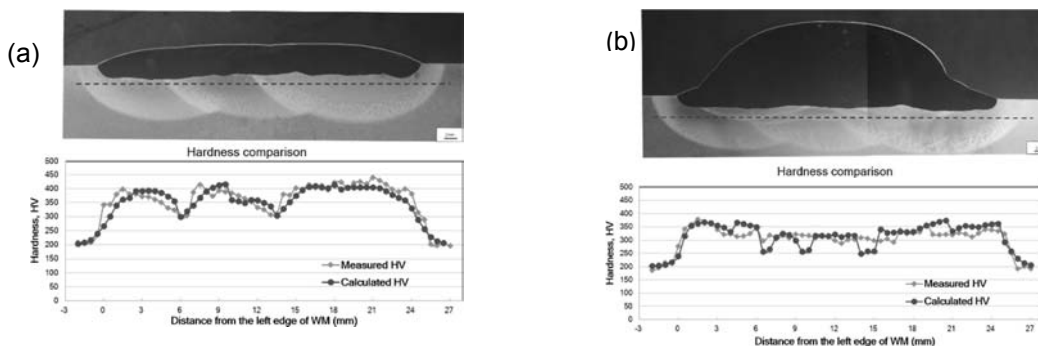 (a)
Hardness comparison
Hardness, HV
500
450
400
350
300
250
200
150
100
50
0
Measured HV
Calculated HV
-3 0 3 6 9 12 15 18 21 24 27
Distance from the left edge of WM (mm)
(b)
Hardness comparison
Hardness, HV
500
450
400
350
300
250
200
150
100
50
0
Measured HV
Calculated HV
-3 0 3 6 9 12 15 18 21 24 27
Distance from the left edge of WM (mm)